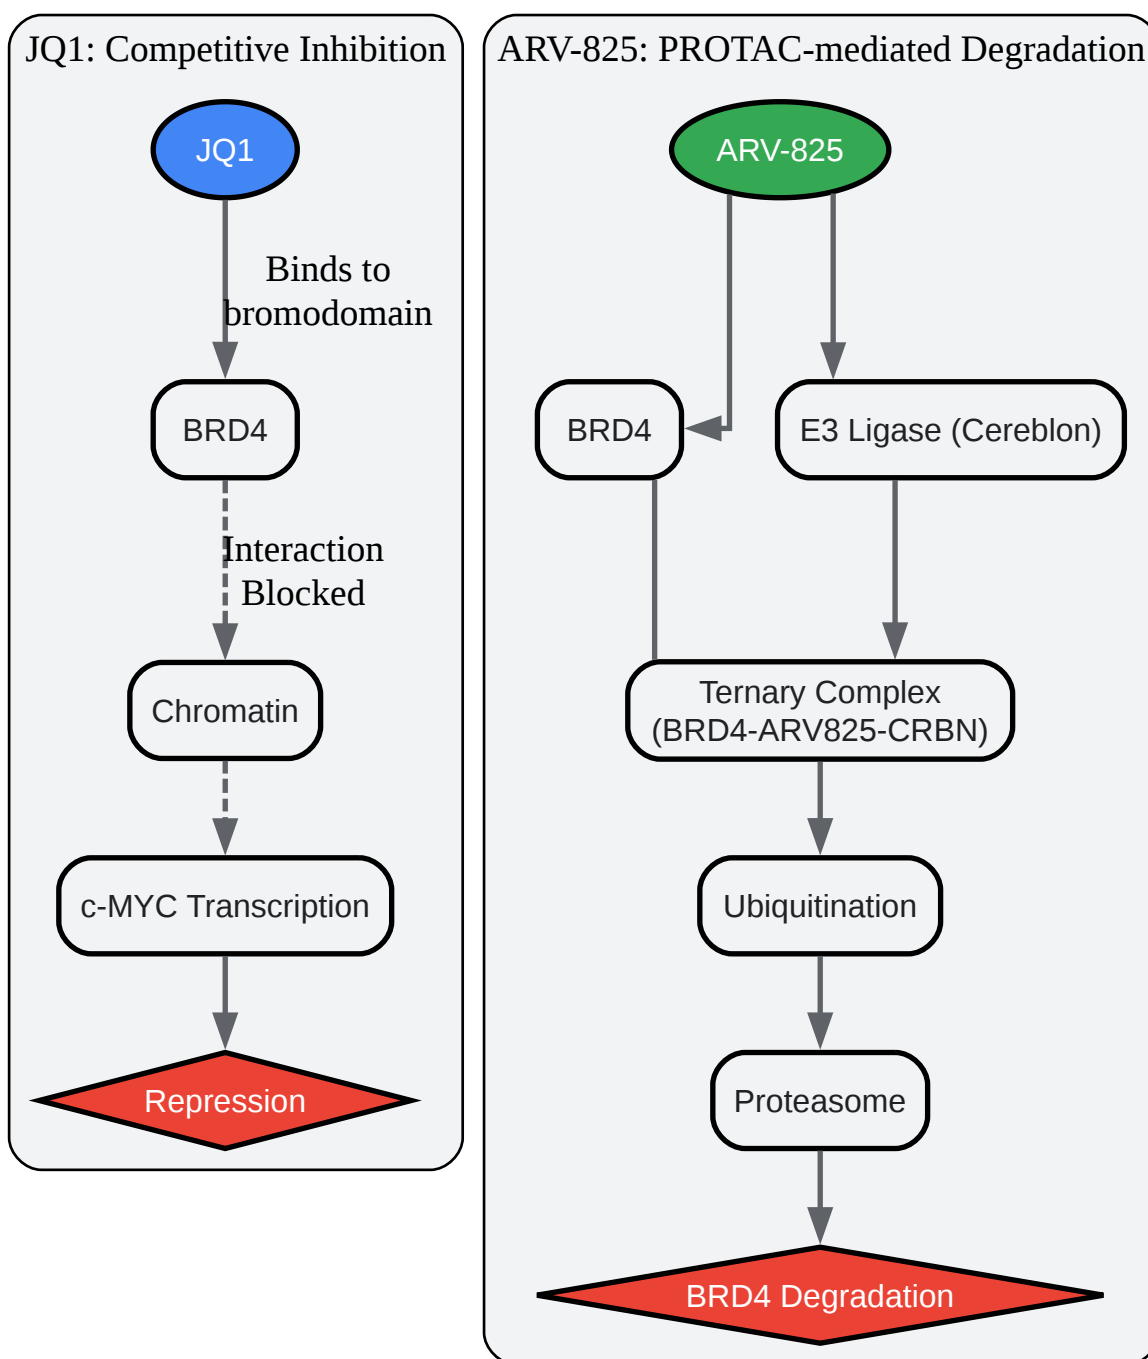 JQ1: Competitive Inhibition
JQ1
Binds to
bromodomain
BRD4
Interaction
Blocked
Chromatin
c-MYC Transcription
Repression
ARV-825: PROTAC-mediated Degradation
ARV-825
BRD4
E3 Ligase (Cereblon)
Ternary Complex
(BRD4-ARV825-CRBN)
Ubiquitination
Proteasome
BRD4 Degradation